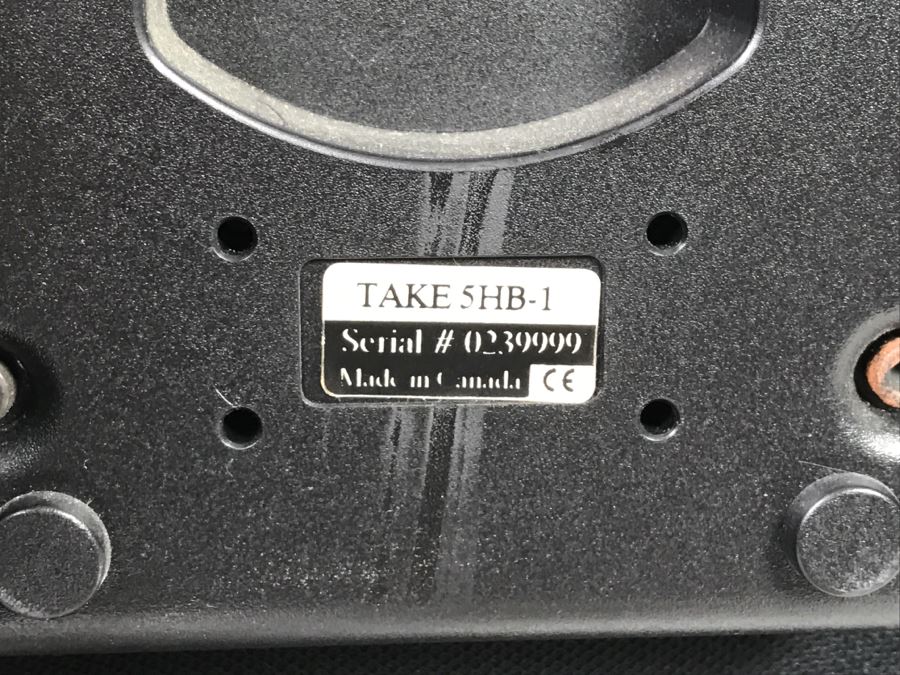 TAKE 5HB-1
Serial # 0239999
Made in Canada CE